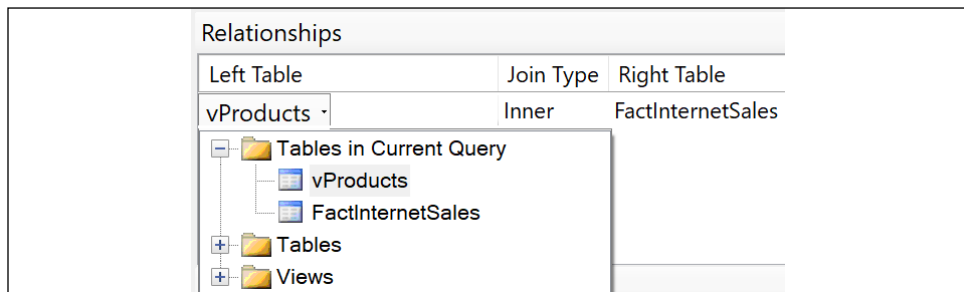 Relationships
Left Table Join Type Right Table
vProducts Inner FactInternetSales
Tables in Current Query
vProducts
FactInternetSales
Tables
Views